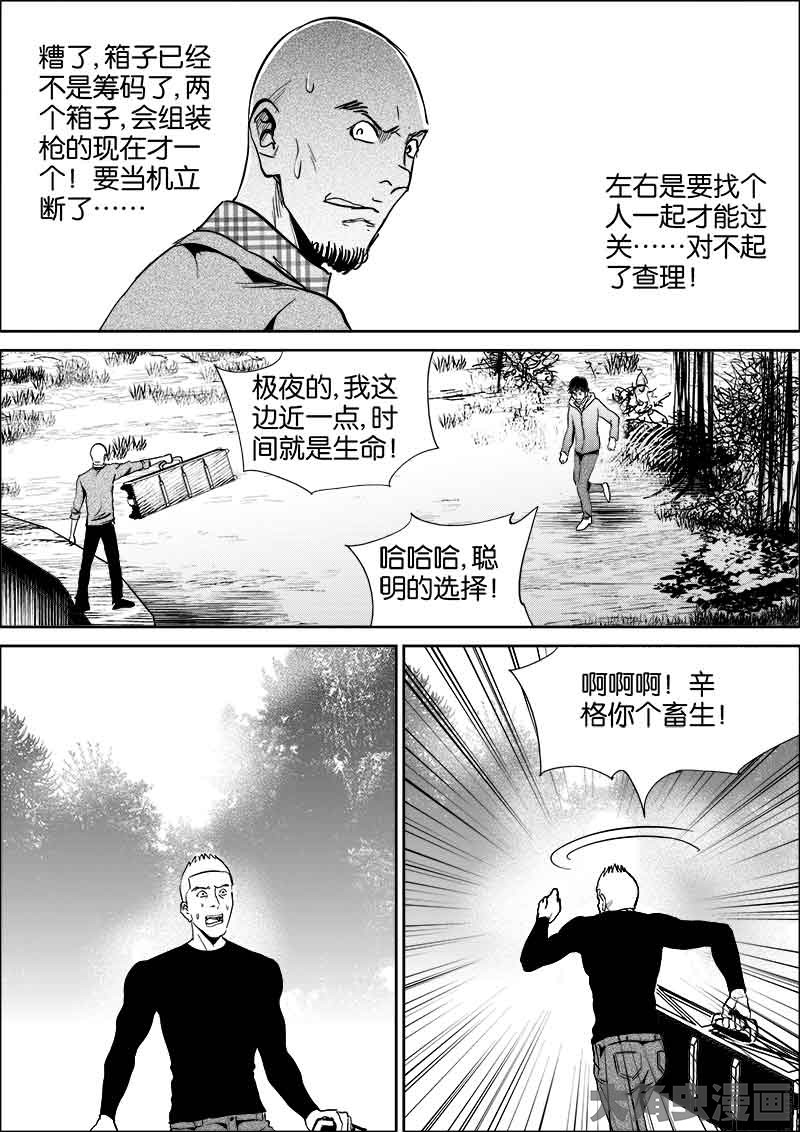 糟了，箱子已经
不是筹码了，两
个箱子，会组装
枪的现在才一
个！要当机立
断了……
左右是要找个
人一起才能过
关……对不起
了查理！
极夜的，我这
边近一点，时
间就是生命！
哈哈哈，聪
明的选择！
啊啊啊！辛
格你个畜生！
大角虫漫画